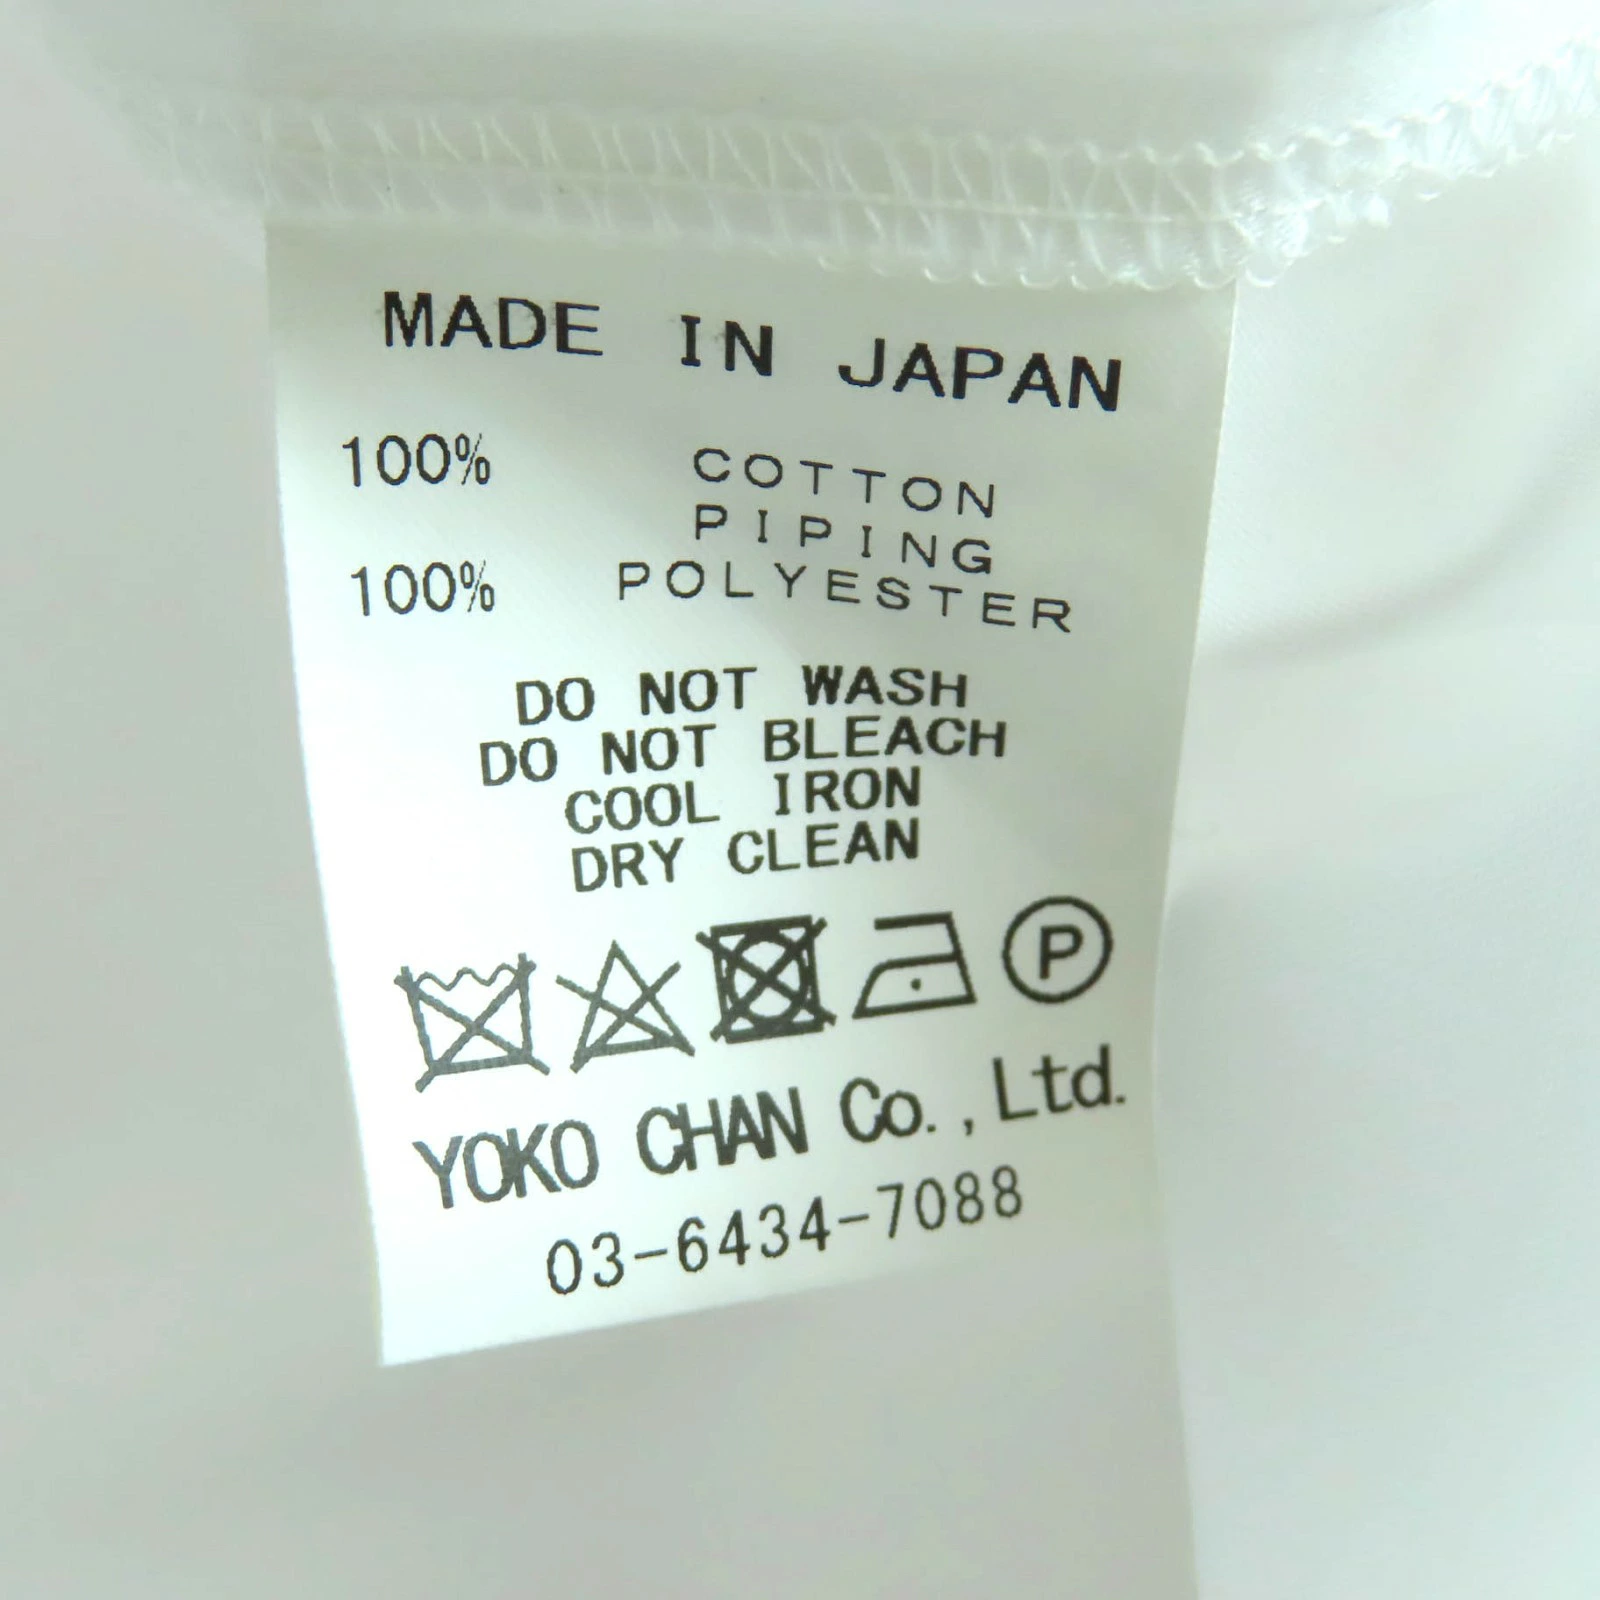 MADE IN JAPAN
100% COTTON
PIPING
100% POLYESTER
DO NOT WASH
DO NOT BLEACH
COOL IRON
DRY CLEAN
P
YOKO CHAN Co., Ltd.
03-6434-7088